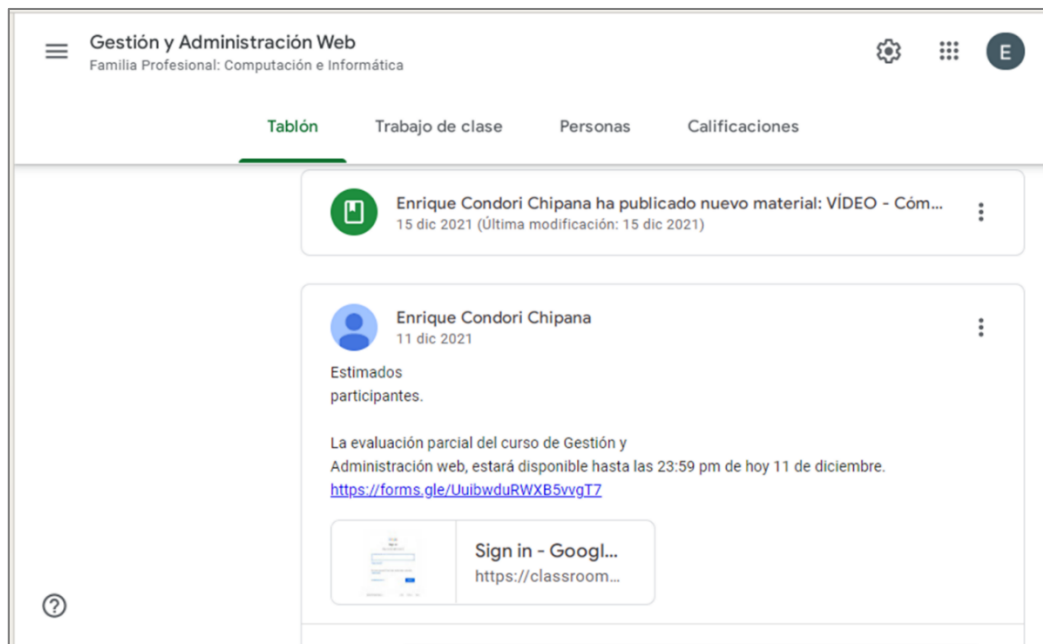 Gestión y Administración Web
Familia Profesional: Computación e Informática
E
Tablón Trabajo de clase Personas Calificaciones
Enrique Condori Chipana ha publicado nuevo material: VÍDEO - Cóm...
15 dic 2021 (Última modificación: 15 dic 2021)
Enrique Condori Chipana
11 dic 2021
Estimados
participantes.
La evaluación parcial del curso de Gestión y
Administración web, estará disponible hasta las 23:59 pm de hoy 11 de diciembre.
https://forms.gle/UuibwduRWXB5vvgT7
Sign in - Googl...
https://classroom...